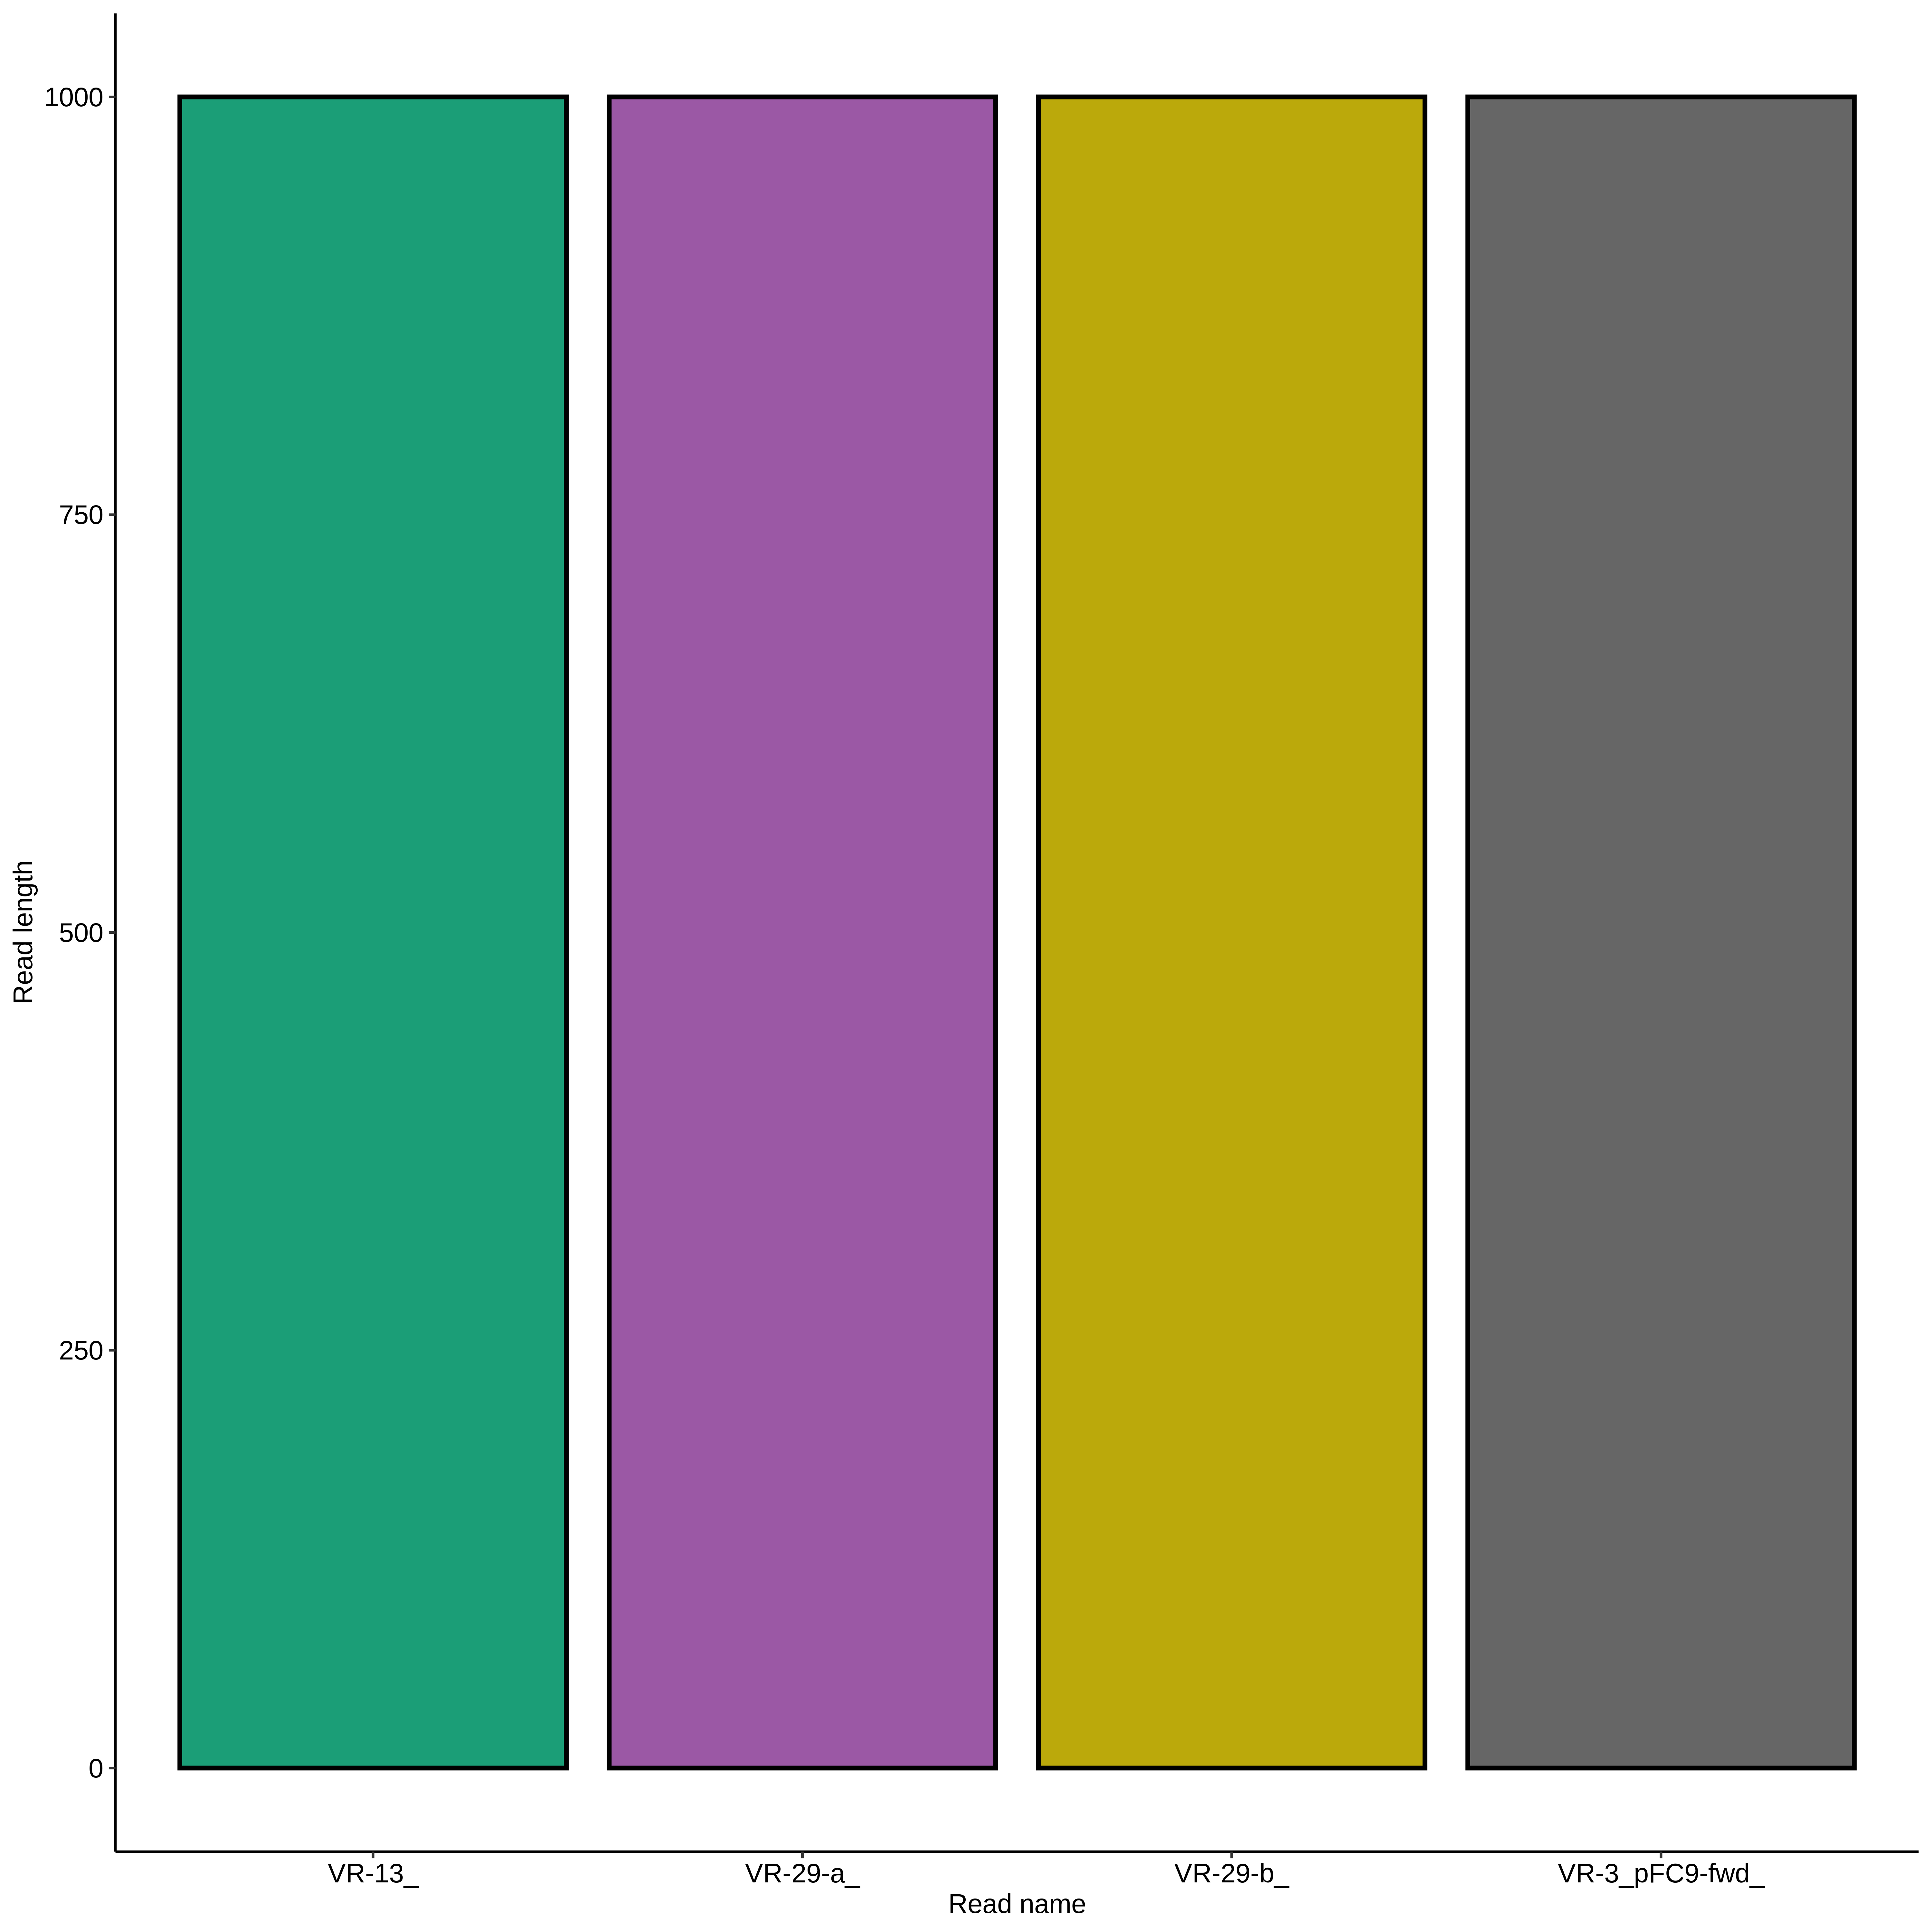 Read length
1000
750
500
250
0
VR-13_ VR-29-a_ VR-29-b_ VR-3_pFC9-fwd_
Read name